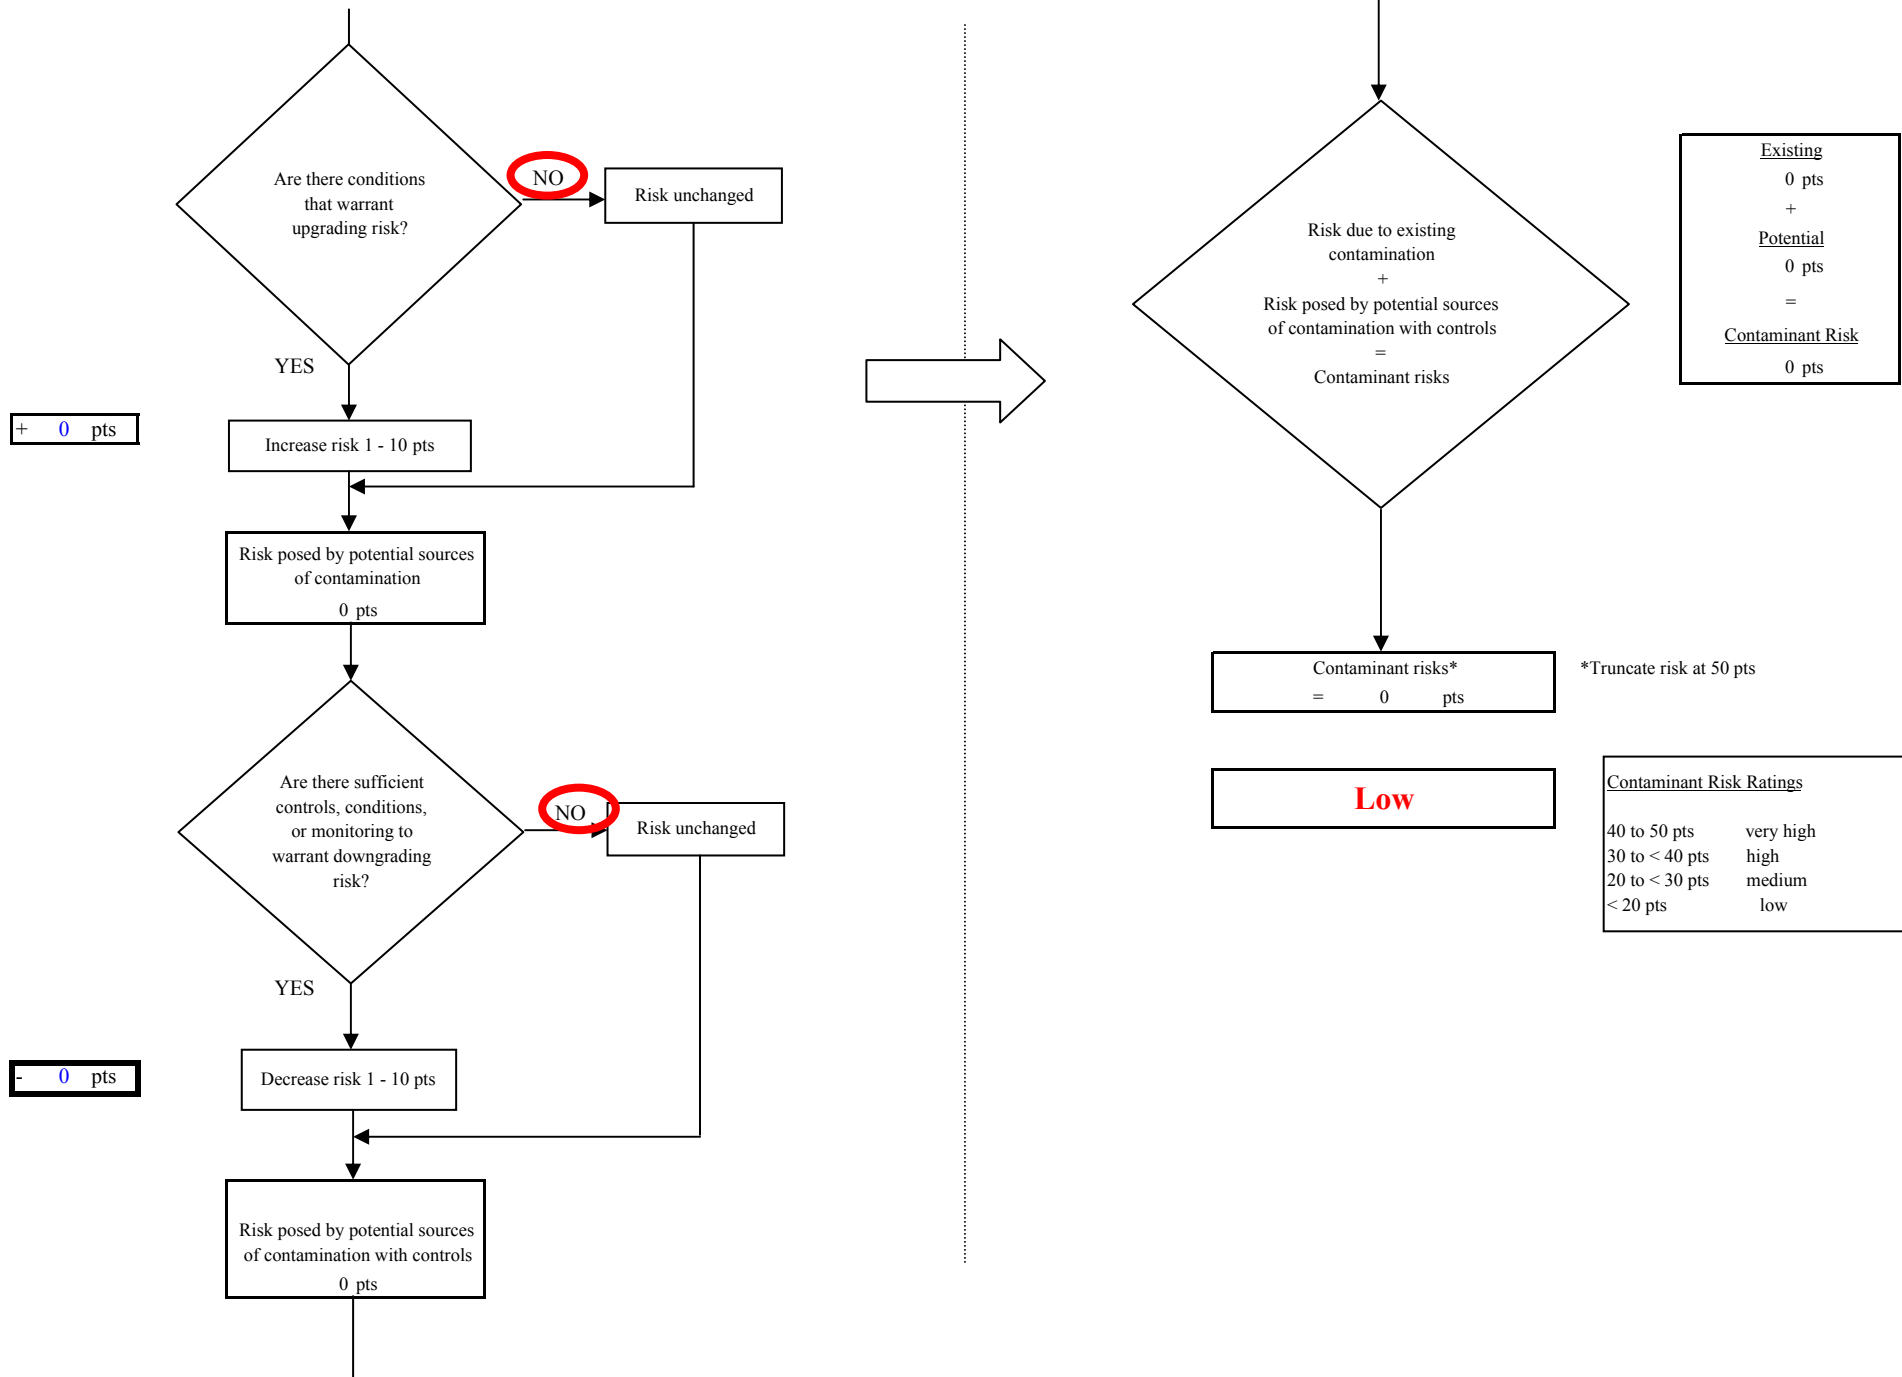 Are there conditions
that warrant
upgrading risk?
NO
Risk unchanged
YES
+ 0 pts
Increase risk 1 - 10 pts
Risk posed by potential sources
of contamination
0 pts
Are there sufficient
controls, conditions,
or monitoring to
warrant downgrading
risk?
NO
Risk unchanged
YES
- 0 pts
Decrease risk 1 - 10 pts
Risk posed by potential sources
of contamination with controls
0 pts
Risk due to existing
contamination
+
Risk posed by potential sources
of contamination with controls
=
Contaminant risks
Existing
0 pts
+
Potential
0 pts
=
Contaminant Risk
0 pts
Contaminant risks*
= 0 pts
*Truncate risk at 50 pts
Low
Contaminant Risk Ratings
40 to 50 pts very high
30 to < 40 pts high
20 to < 30 pts medium
< 20 pts low